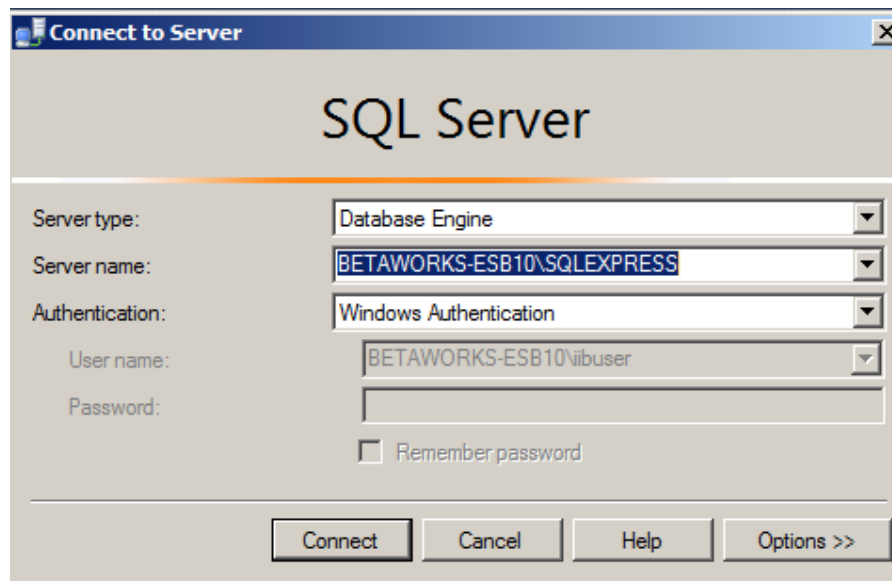 Connect to Server
SQL Server
Server type: Database Engine
Server name: BETAWORKS-ESB10\SQLEXPRESS
Authentication: Windows Authentication
User name: BETAWORKS-ESB10\iibuser
Password:
Remember password
Connect Cancel Help Options >>